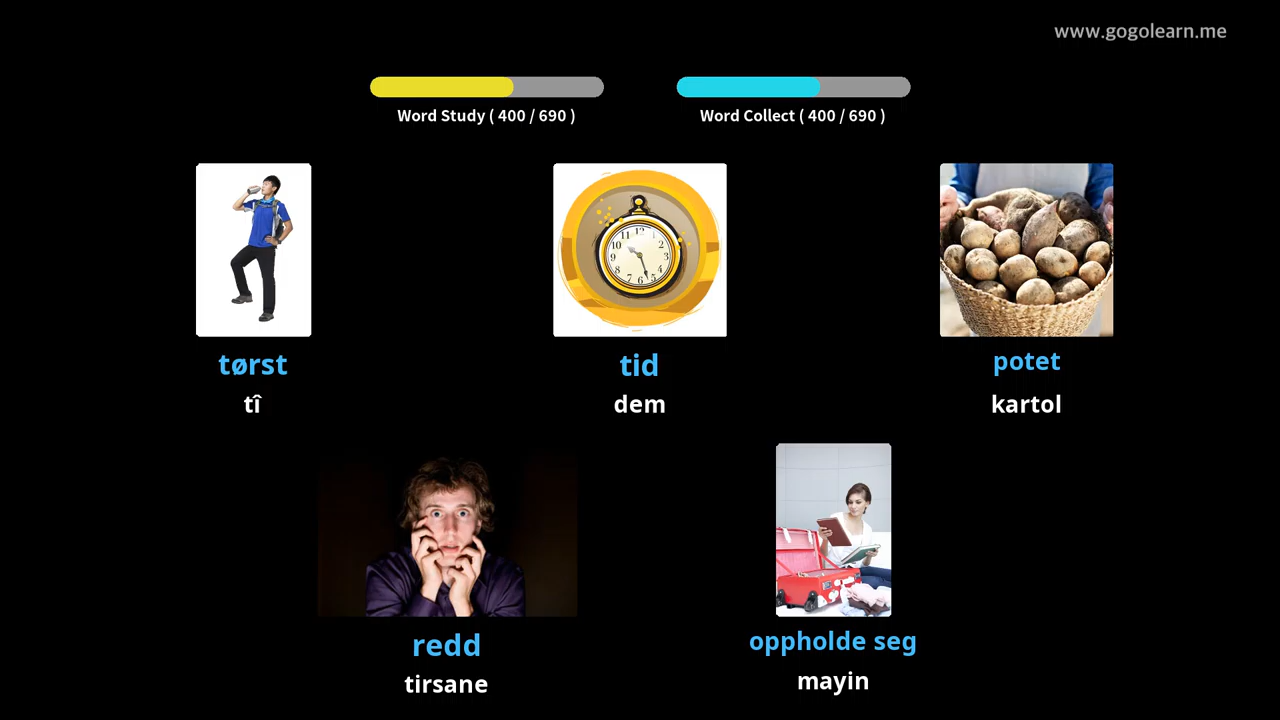 www.gogolearn.me
Word Study ( 400 / 690 )
Word Collect ( 400 / 690 )
tørst
tî
tid
dem
potet
kartol
redd
tirsane
oppholde seg
mayin